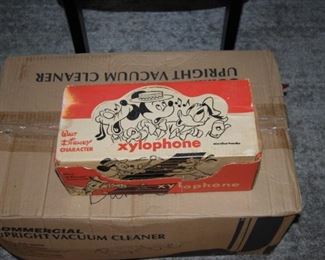 UPRIGHT VACUUM CLEANER
Walt
Disney
CHARACTER
xylophone
xylophone
COMMERCIAL
UPRIGHT VACUUM CLEANER